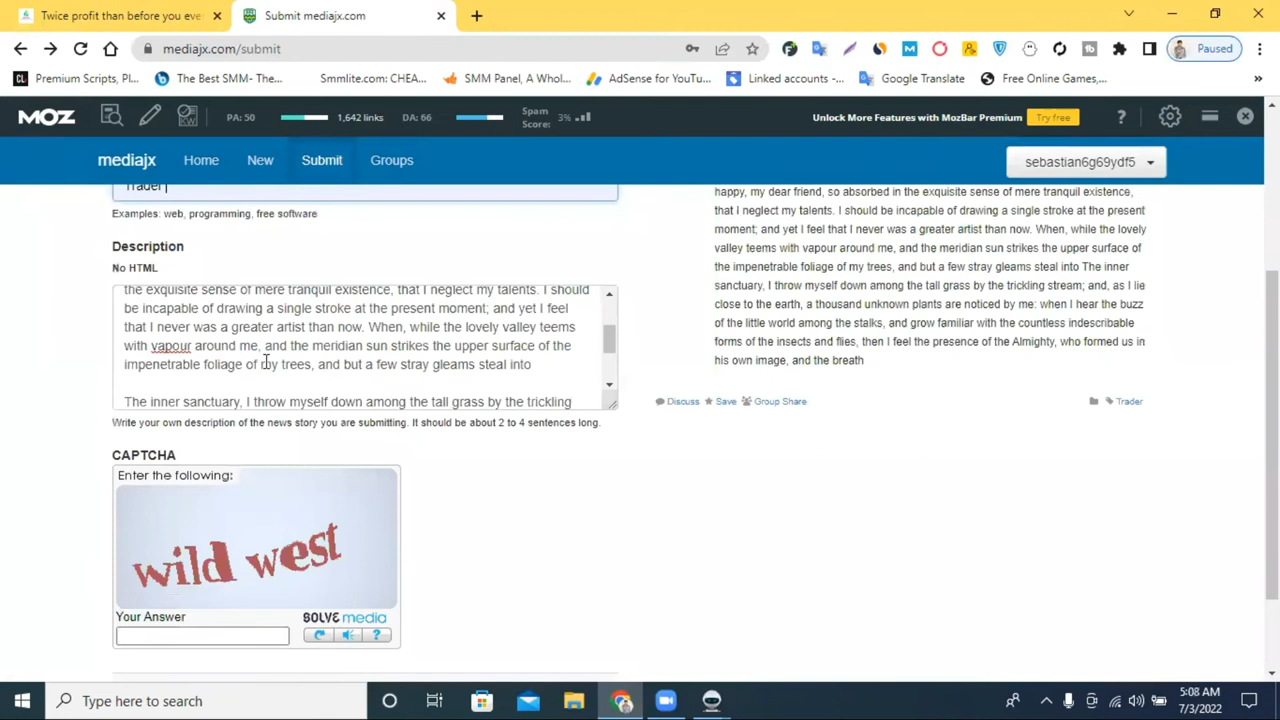 Twice profit than before you eve
Submit mediajx.com
mediajx.com/submit
Paused
Premium Scripts, Pl...
The Best SMM- The...
Smmlite.com: CHEA...
SMM Panel, A Whol...
AdSense for YouTu...
Linked accounts -...
Google Translate
Free Online Games,...
»
MOZ
PA: 50
1,642 links
DA: 66
Spam Score: 3%
Unlock More Features with MozBar Premium
Try free
?
mediajx
Home
New
Submit
Groups
sebastian6g69ydf5
Trader
Examples: web, programming, free software
Description
No HTML
the exquisite sense of mere tranquil existence, that I neglect my talents. I should
be incapable of drawing a single stroke at the present moment; and yet I feel
that I never was a greater artist than now. When, while the lovely valley teems
with vapour around me, and the meridian sun strikes the upper surface of the
impenetrable foliage of my trees, and but a few stray gleams steal into
The inner sanctuary, I throw myself down among the tall grass by the trickling
Write your own description of the news story you are submitting. It should be about 2 to 4 sentences long.
CAPTCHA
Enter the following:
wild west
Your Answer
SOLVE media
?
happy, my dear friend, so absorbed in the exquisite sense of mere tranquil existence,
that I neglect my talents. I should be incapable of drawing a single stroke at the present
moment; and yet I feel that I never was a greater artist than now. When, while the lovely
valley teems with vapour around me, and the meridian sun strikes the upper surface of
the impenetrable foliage of my trees, and but a few stray gleams steal into The inner
sanctuary, I throw myself down among the tall grass by the trickling stream; and, as I lie
close to the earth, a thousand unknown plants are noticed by me: when I hear the buzz
of the little world among the stalks, and grow familiar with the countless indescribable
forms of the insects and flies, then I feel the presence of the Almighty, who formed us in
his own image, and the breath
Discuss Save Group Share
Trader
Type here to search
5:08 AM
7/3/2022